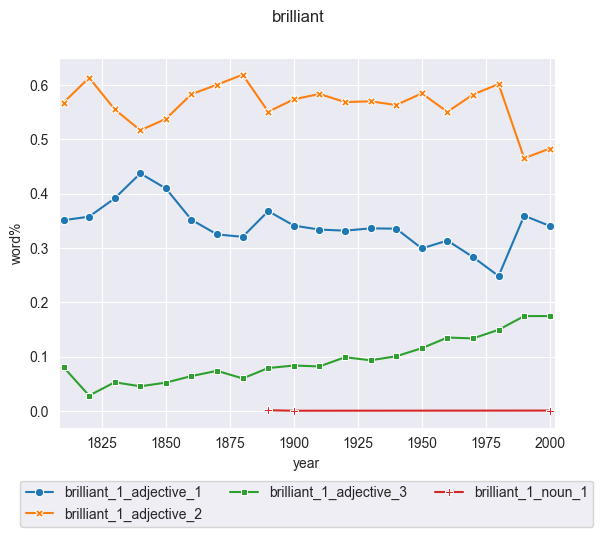 brilliant
0.6
0.5
0.4
0.3
0.2
0.1
0.0
word%
1825 1850 1875 1900 1925 1950 1975 2000
year
brilliant_1_adjective_1 brilliant_1_adjective_3 brilliant_1_noun_1
brilliant_1_adjective_2